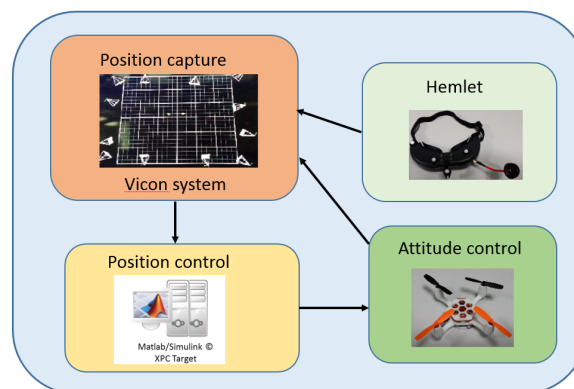 Position capture
Vicon system
Hemlet
Position control
Matlab/Simulink ©
XPC Target
Attitude control